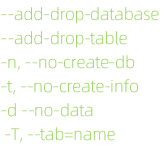 --add-drop-database
--add-drop-table
-n, --no-create-db
-t, --no-create-info
-d --no-data
-T, --tab=name